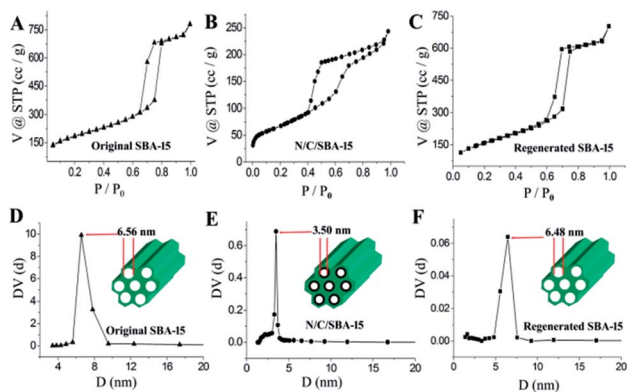 A
B
C
V @ STP (cc / g)
750
600
450
300
150
Original SBA-15
0.0 0.2 0.4 0.6 0.8 1.0
P / P0
V @ STP (cc / g)
250
200
150
100
50
0
N/C/SBA-15
0.0 0.2 0.4 0.6 0.8 1.0
P / P0
V @ STP (cc / g)
750
600
450
300
150
Regenerated SBA-15
0.0 0.2 0.4 0.6 0.8 1.0
P / P0
D
E
F
DV (d)
10
8
6
4
2
0
6.56 nm
Original SBA-15
5 10 15 20
D (nm)
DV (d)
0.6
0.4
0.2
0.0
3.50 nm
N/C/SBA-15
0 4 8 12 16 20
D (nm)
DV (d)
0.06
0.04
0.02
0.00
6.48 nm
Regenerated SBA-15
0 5 10 15 20
D (nm)